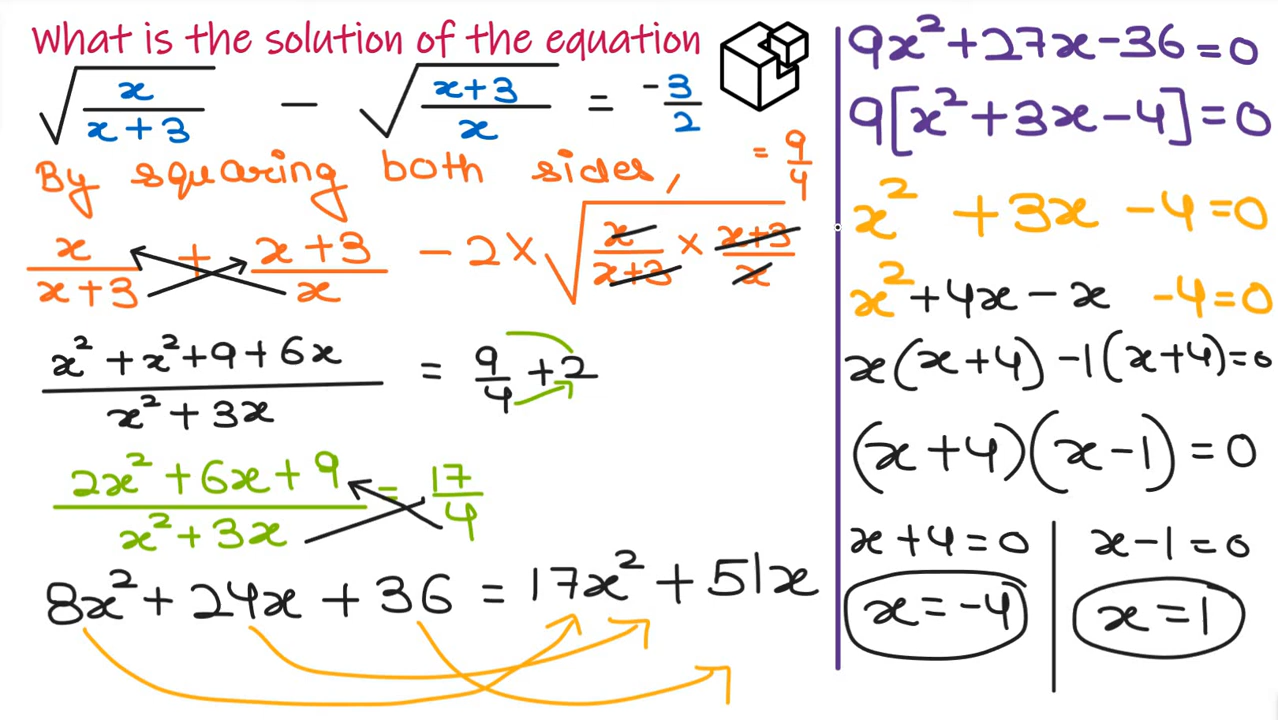 What is the solution of the equation
√(x/(x+3)) − √((x+3)/x) = -3/2
By squaring both sides,
x/(x+3) + (x+3)/x − 2 × √(x/(x+3) × (x+3)/x) = 9/4
(x² + x² + 9 + 6x)/(x² + 3x) = 9/4 + 2
(2x² + 6x + 9)/(x² + 3x) = 17/4
8x² + 24x + 36 = 17x² + 51x
9x² + 27x − 36 = 0
9[x² + 3x − 4] = 0
x² + 3x − 4 = 0
x² + 4x − x − 4 = 0
x(x + 4) − 1(x + 4) = 0
(x + 4)(x − 1) = 0
x + 4 = 0
x = −4
x − 1 = 0
x = 1